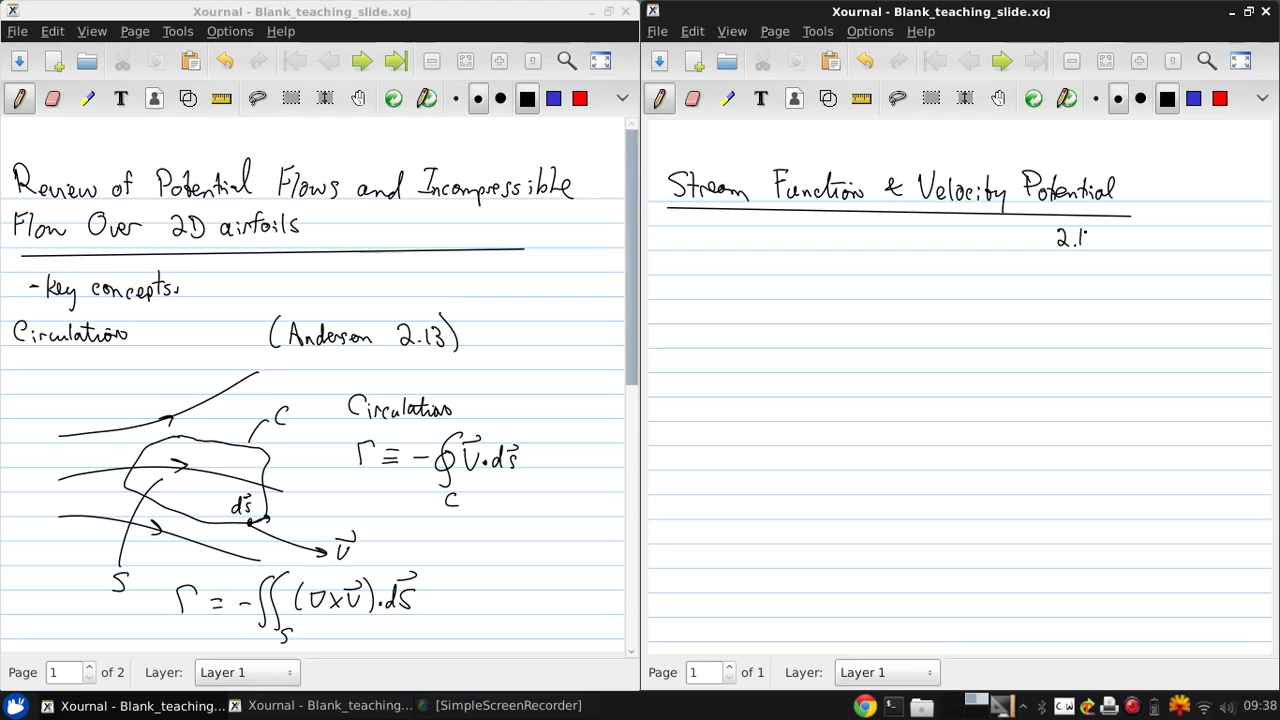 Xournal - Blank_teaching_slide.xoj
File Edit View Page Tools Options Help
Review of Potential Flows and Incompressible
Flow Over 2D airfoils
- key concepts.
Circulation (Anderson 2.13)
C
Circulation
Γ ≡ - ∮ V⃗ • ds⃗
C
ds⃗
V⃗
S
Γ = - ∬ (∇ x V⃗) • dS⃗
S
Page 1 of 2 Layer: Layer 1
Xournal - Blank_teaching_slide.xoj
File Edit View Page Tools Options Help
Stream Function & Velocity Potential
2.1
Page 1 of 1 Layer: Layer 1
Xournal - Blank_teaching.... Xournal - Blank_teaching.... [SimpleScreenRecorder] 09:38